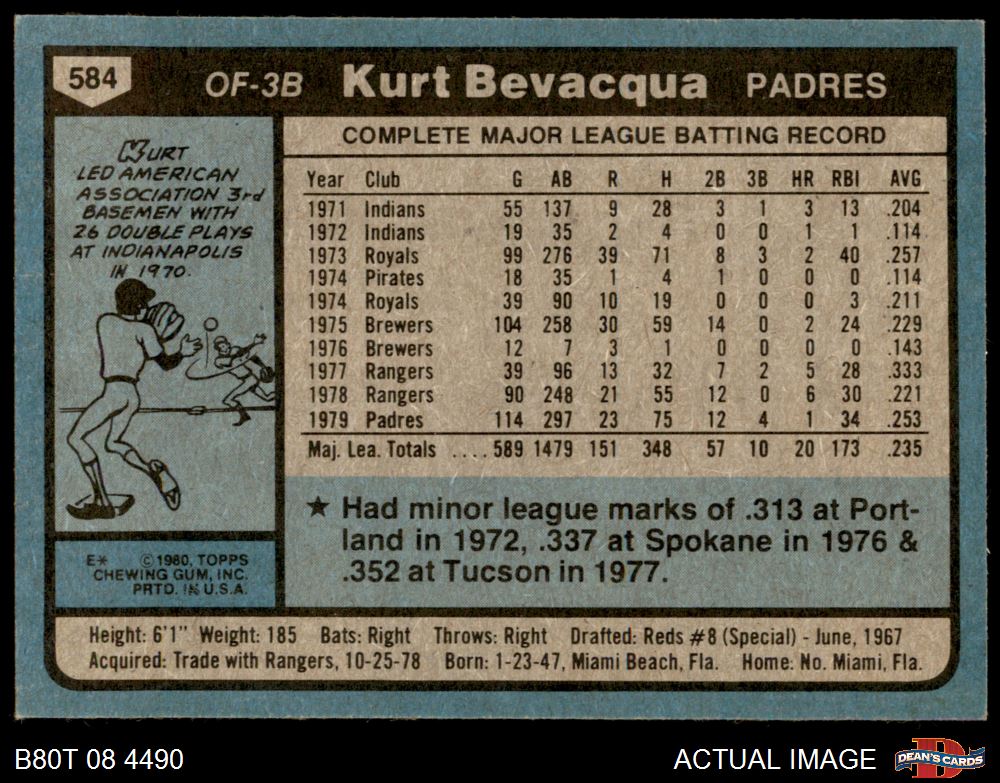 584 OF-3B Kurt Bevacqua PADRES
KURT
LED AMERICAN
ASSOCIATION 3rd
BASEMEN WITH
26 DOUBLE PLAYS
AT INDIANAPOLIS
IN 1970.
E* © 1980, TOPPS
CHEWING GUM, INC.
PRTD. IN U.S.A.
COMPLETE MAJOR LEAGUE BATTING RECORD
Year Club G AB R H 2B 3B HR RBI AVG
1971 Indians 55 137 9 28 3 1 3 13 .204
1972 Indians 19 35 2 4 0 0 1 1 .114
1973 Royals 99 276 39 71 8 3 2 40 .257
1974 Pirates 18 35 1 4 1 0 0 0 .114
1974 Royals 39 90 10 19 0 0 0 3 .211
1975 Brewers 104 258 30 59 14 0 2 24 .229
1976 Brewers 12 7 3 1 0 0 0 0 .143
1977 Rangers 39 96 13 32 7 2 5 28 .333
1978 Rangers 90 248 21 55 12 0 6 30 .221
1979 Padres 114 297 23 75 12 4 1 34 .253
Maj. Lea. Totals .... 589 1479 151 348 57 10 20 173 .235
★ Had minor league marks of .313 at Port-
land in 1972, .337 at Spokane in 1976 &
.352 at Tucson in 1977.
Height: 6'1" Weight: 185 Bats: Right Throws: Right Drafted: Reds #8 (Special) - June, 1967
Acquired: Trade with Rangers, 10-25-78 Born: 1-23-47, Miami Beach, Fla. Home: No. Miami, Fla.
B80T 08 4490 ACTUAL IMAGE D DEAN'S CARDS